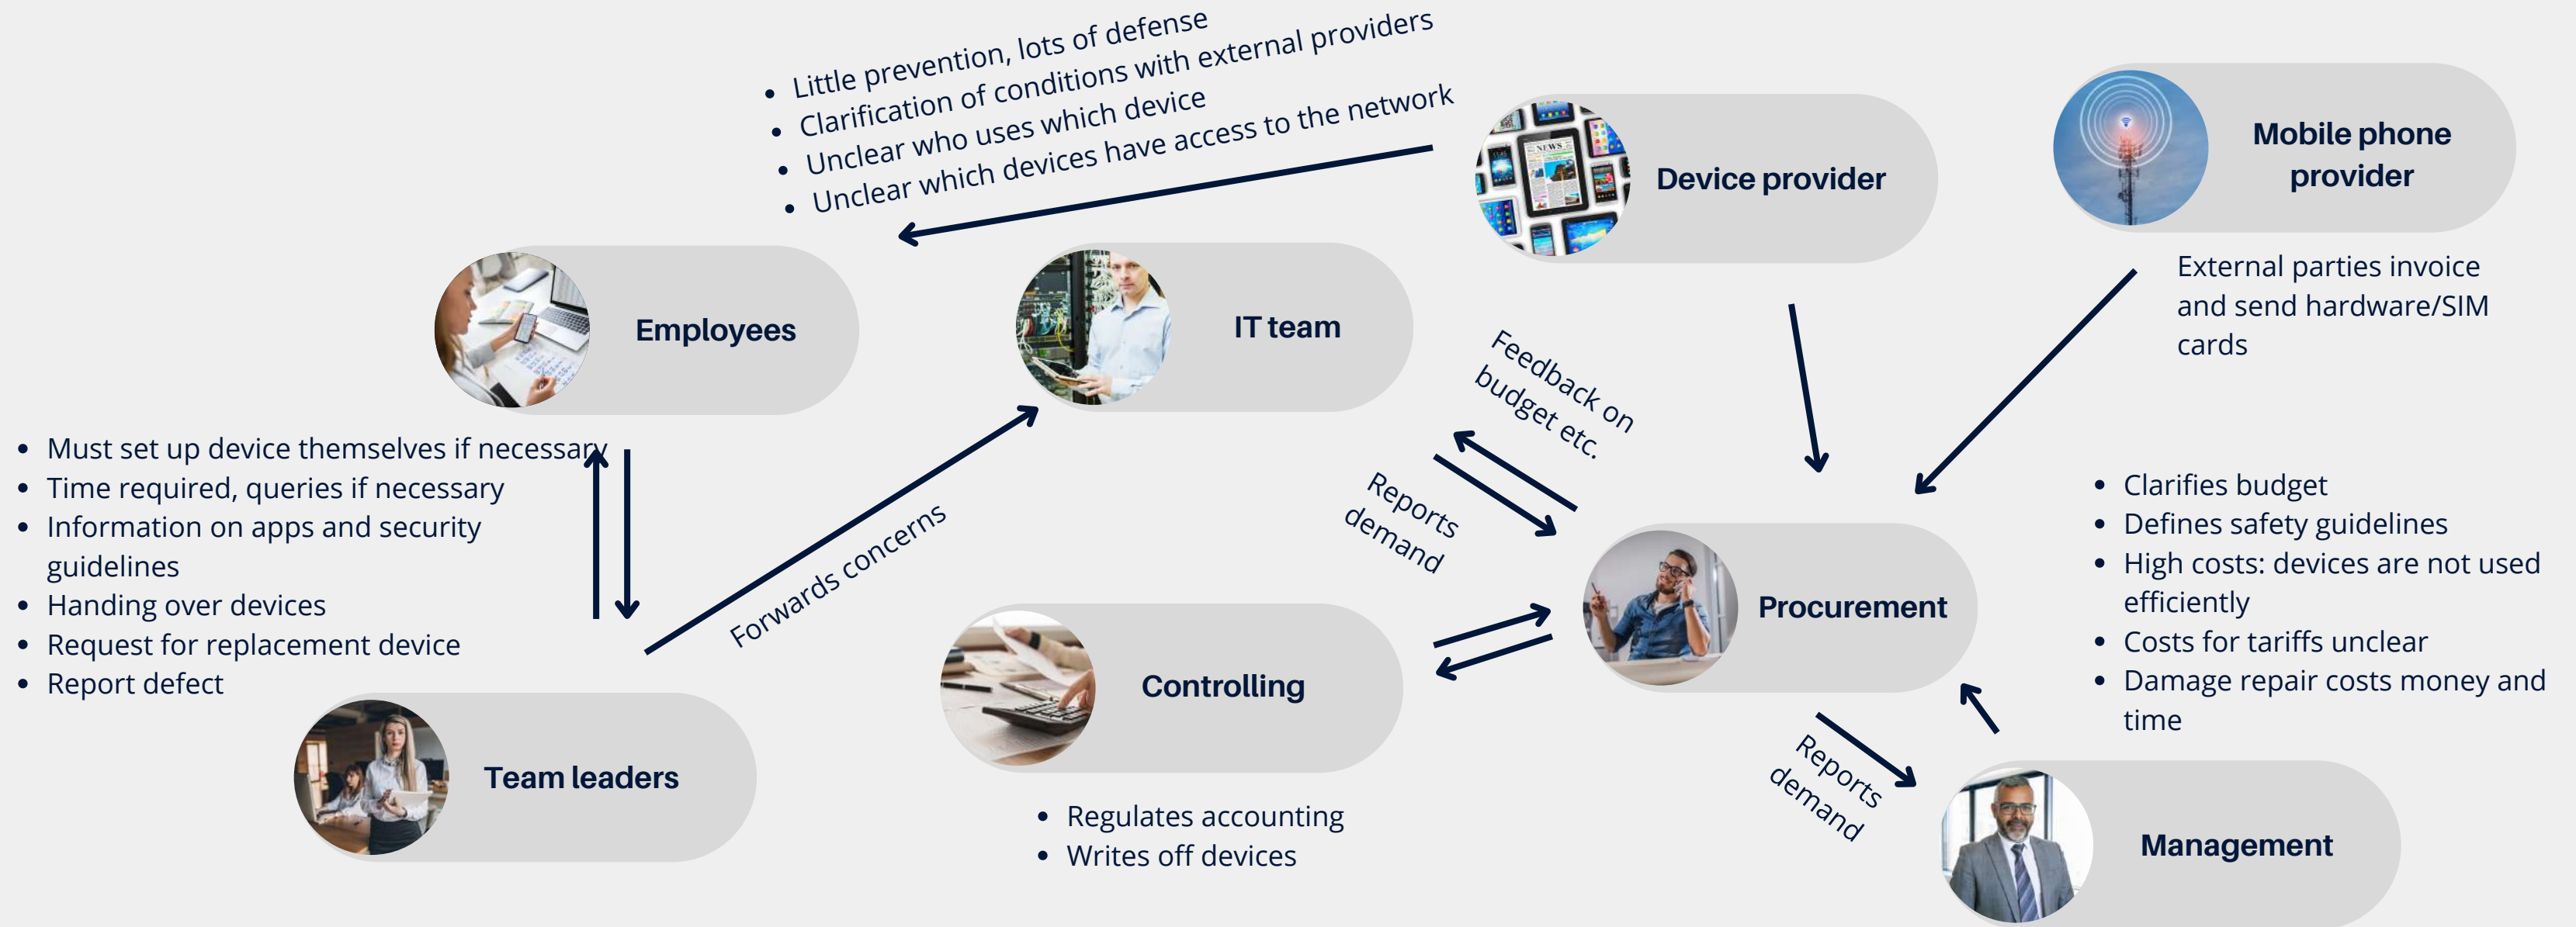 • Little prevention, lots of defense
• Clarification of conditions with external providers
• Unclear who uses which device
• Unclear which devices have access to the network
Device provider
NEWS
Mobile phone
provider
External parties invoice
and send hardware/SIM
cards
Employees
IT team
Feedback on
budget etc.
Reports
demand
• Must set up device themselves if necessary
• Time required, queries if necessary
• Information on apps and security
guidelines
• Handing over devices
• Request for replacement device
• Report defect
Forwards concerns
• Clarifies budget
• Defines safety guidelines
• High costs: devices are not used
efficiently
• Costs for tariffs unclear
• Damage repair costs money and
time
Procurement
Controlling
• Regulates accounting
• Writes off devices
Team leaders
Reports
demand
Management